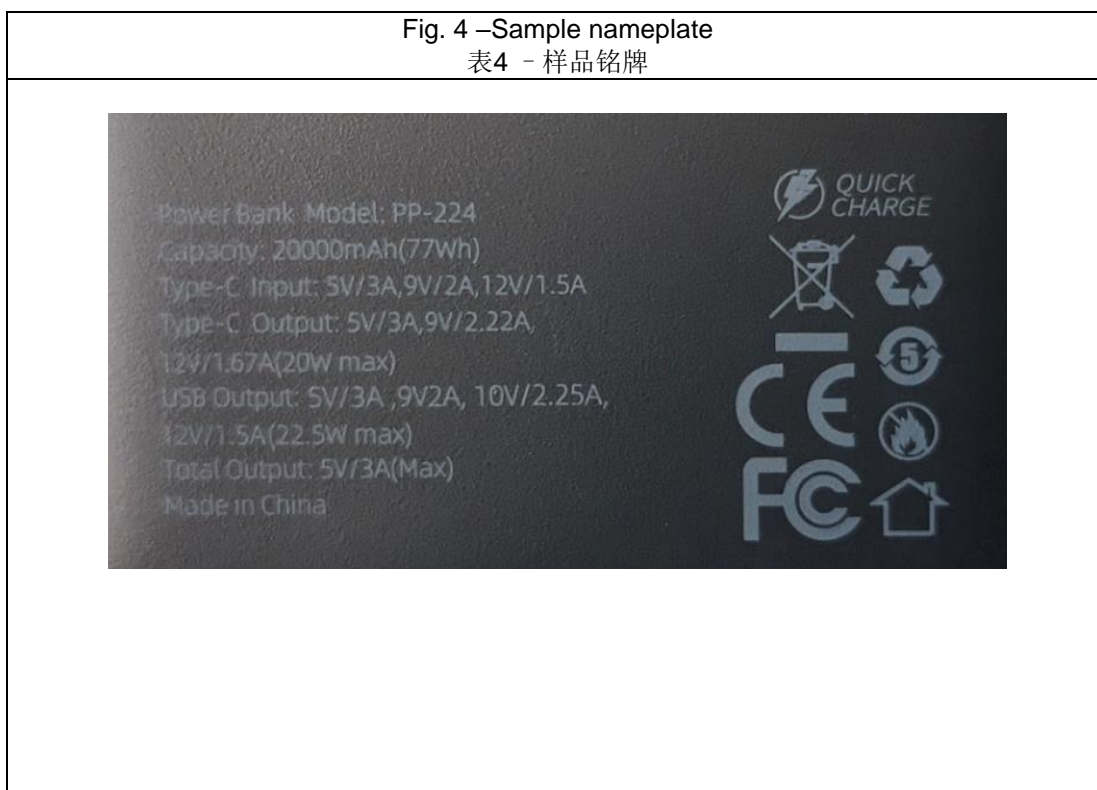 Fig. 4 –Sample nameplate
表4 –样品铭牌
Power Bank Model: PP-224
Capacity: 20000mAh(77Wh)
Type-C Input: 5V/3A,9V/2A,12V/1.5A
Type-C Output: 5V/3A,9V/2.22A,
12V/1.67A(20W max)
USB Output: 5V/3A ,9V2A, 10V/2.25A,
12V/1.5A(22.5W max)
Total Output: 5V/3A(Max)
Made in China
QUICK
CHARGE
5
CE
FC